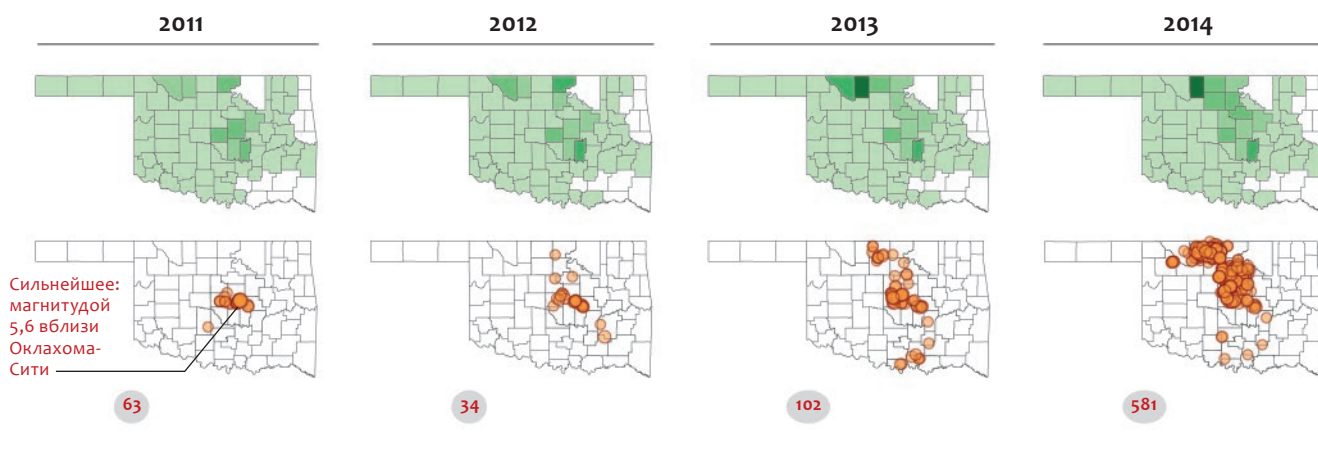 2011
2012
2013
2014
Сильнейшее:
магнитудой
5,6 вблизи
Оклахома-
Сити
63
34
102
581